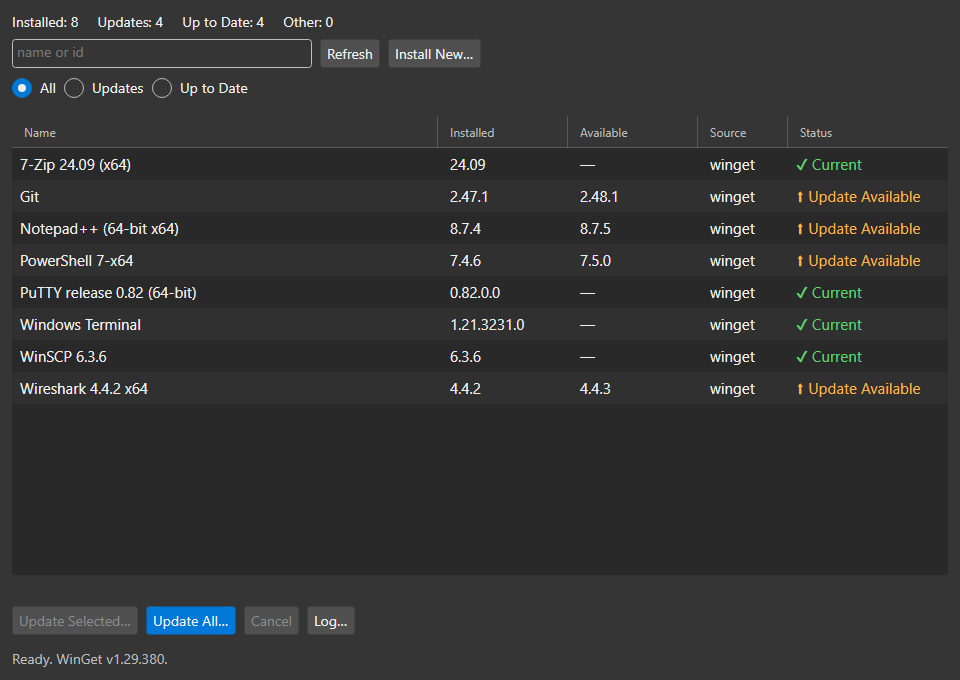 Installed: 8 Updates: 4 Up to Date: 4 Other: 0
name or id Refresh Install New...
All Updates Up to Date
Name Installed Available Source Status
7-Zip 24.09 (x64) 24.09 — winget ✓ Current
Git 2.47.1 2.48.1 winget ⬆ Update Available
Notepad++ (64-bit x64) 8.7.4 8.7.5 winget ⬆ Update Available
PowerShell 7-x64 7.4.6 7.5.0 winget ⬆ Update Available
PuTTY release 0.82 (64-bit) 0.82.0.0 — winget ✓ Current
Windows Terminal 1.21.3231.0 — winget ✓ Current
WinSCP 6.3.6 6.3.6 — winget ✓ Current
Wireshark 4.4.2 x64 4.4.2 4.4.3 winget ⬆ Update Available
Update Selected... Update All... Cancel Log...
Ready. WinGet v1.29.380.